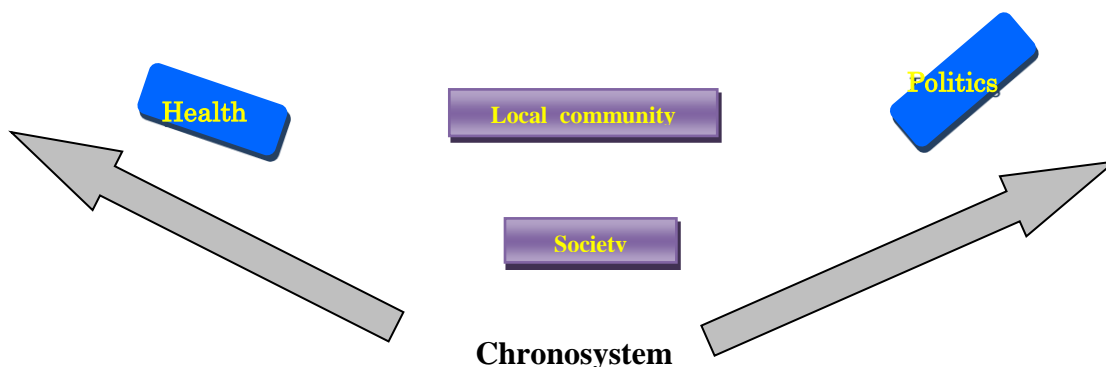 Politics
Health
Local community
Society
Chronosystem